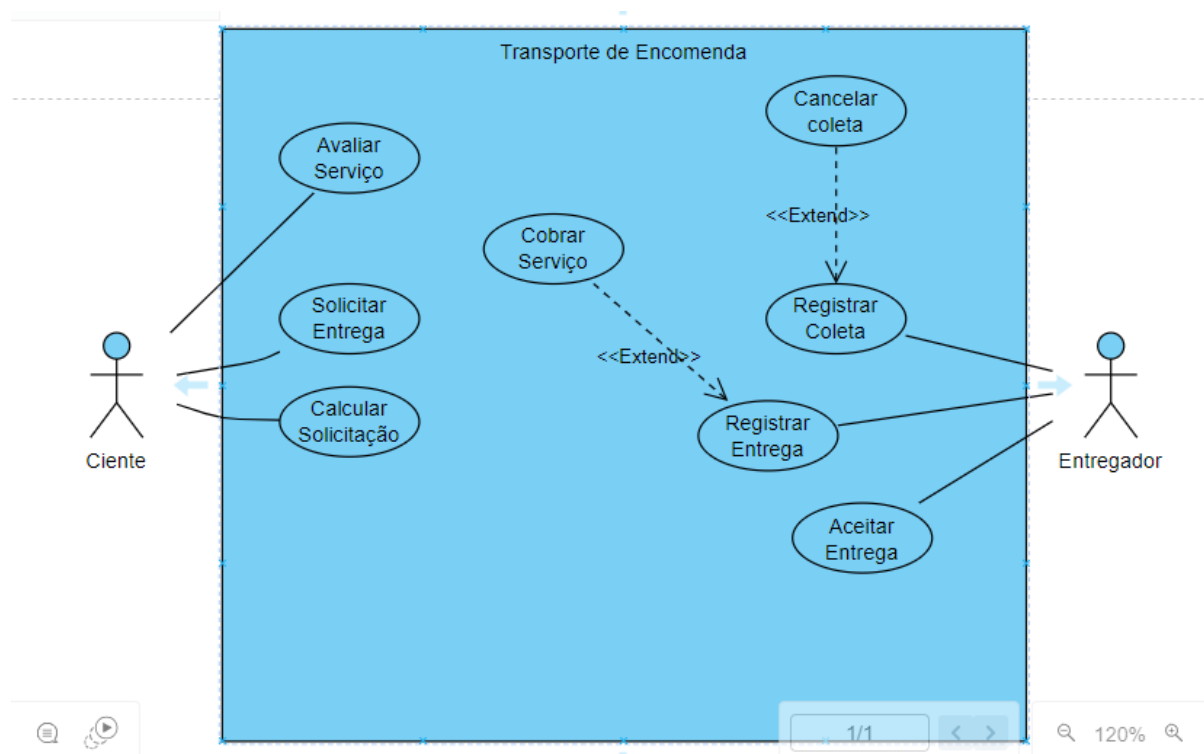 Transporte de Encomenda
Cancelar
coleta
Avaliar
Serviço
<<Extend>>
Cobrar
Serviço
Solicitar
Entrega
Registrar
Coleta
<<Extend>>
Calcular
Solicitação
Registrar
Entrega
Ciente
Entregador
Aceitar
Entrega
1/1
120%